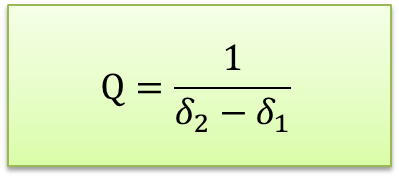 Q = 1 / (δ₂ − δ₁)